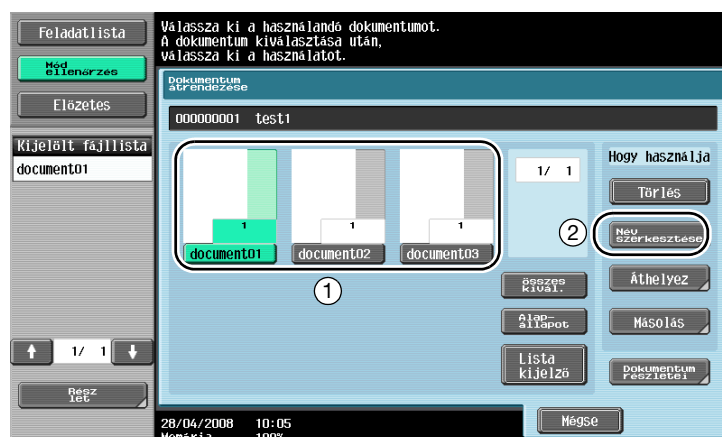 Feladatlista
Mód
ellenőrzés
Előzetes
Kijelölt fájllista
document01
1/ 1
Rész
let
Válassza ki a használandó dokumentumot.
A dokumentum kiválasztása után,
válassza ki a használatot.
Dokumentum
átrendezése
000000001 test1
1
document01
1
document02
1
document03
1
1/ 1
összes
kivál.
Alap-
állapot
Lista
kijelző
Hogy használja
Törlés
2
Név
szerkesztése
Áthelyez
Másolás
Dokumentum
részletei
Mégse
28/04/2008 10:05
Memória 100%